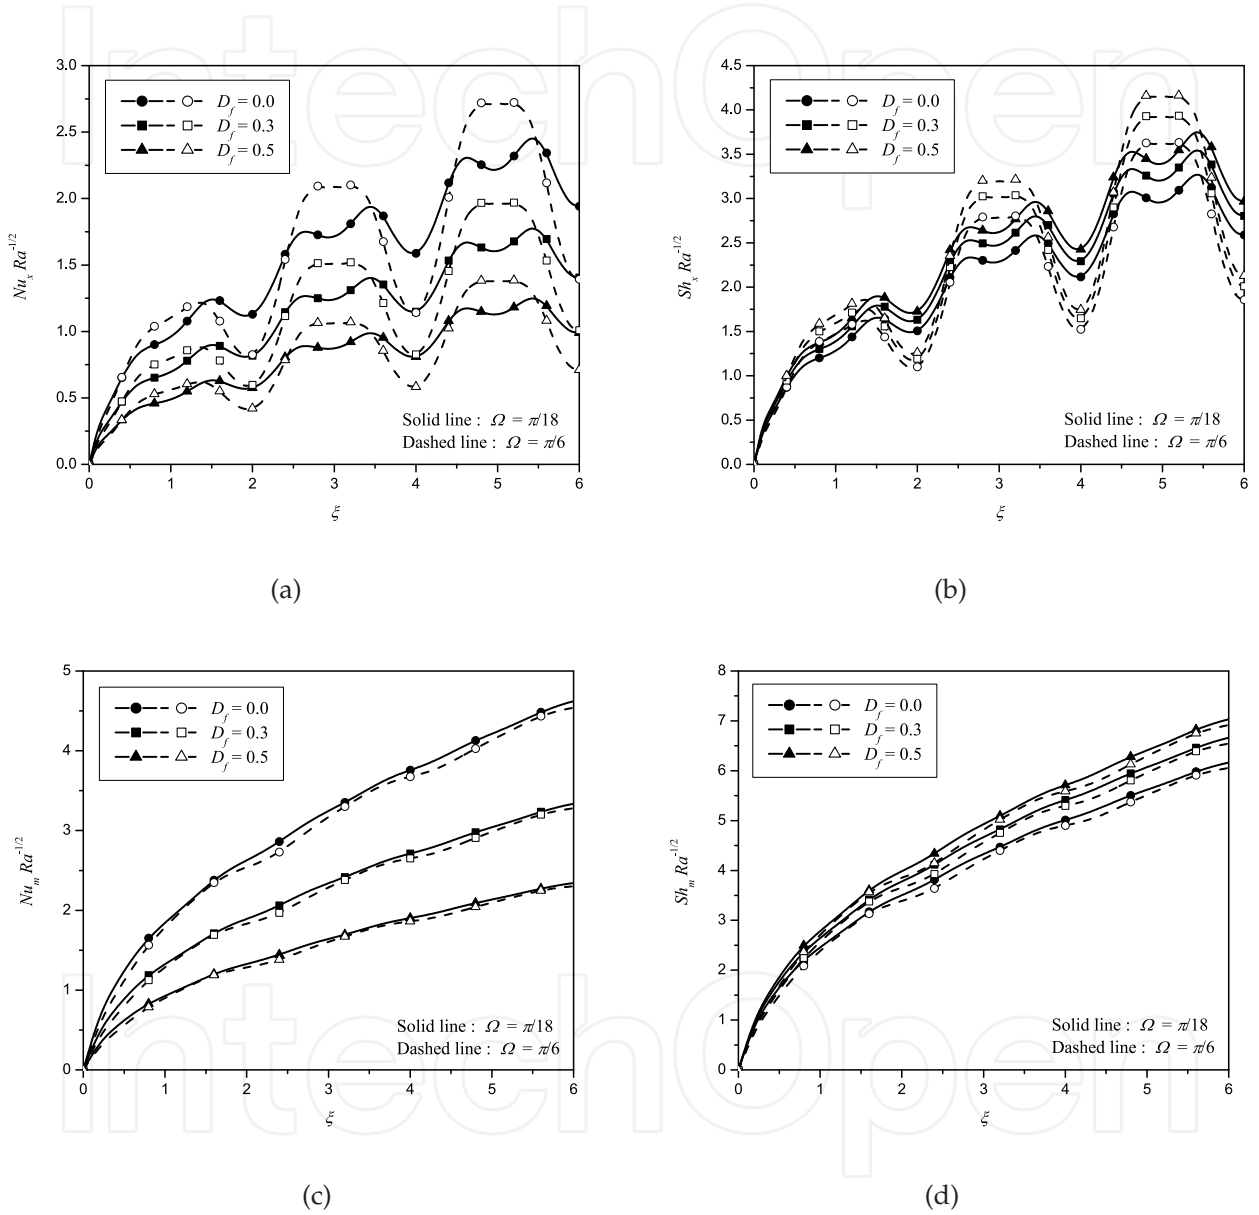 IntechOpen
3.0
2.5
2.0
1.5
1.0
0.5
0.0
0 1 2 3 4 5 6
Nu_x Ra^{-1/2}
ξ
D_f = 0.0
D_f = 0.3
D_f = 0.5
Solid line : Ω = π/18
Dashed line : Ω = π/6
(a)
4.5
4.0
3.5
3.0
2.5
2.0
1.5
1.0
0.5
0.0
0 1 2 3 4 5 6
Sh_x Ra^{-1/2}
ξ
D_f = 0.0
D_f = 0.3
D_f = 0.5
Solid line : Ω = π/18
Dashed line : Ω = π/6
(b)
5
4
3
2
1
0
0 1 2 3 4 5 6
Nu_m Ra^{-1/2}
ξ
D_f = 0.0
D_f = 0.3
D_f = 0.5
Solid line : Ω = π/18
Dashed line : Ω = π/6
(c)
8
7
6
5
4
3
2
1
0
0 1 2 3 4 5 6
Sh_m Ra^{-1/2}
ξ
D_f = 0.0
D_f = 0.3
D_f = 0.5
Solid line : Ω = π/18
Dashed line : Ω = π/6
(d)
IntechOpen